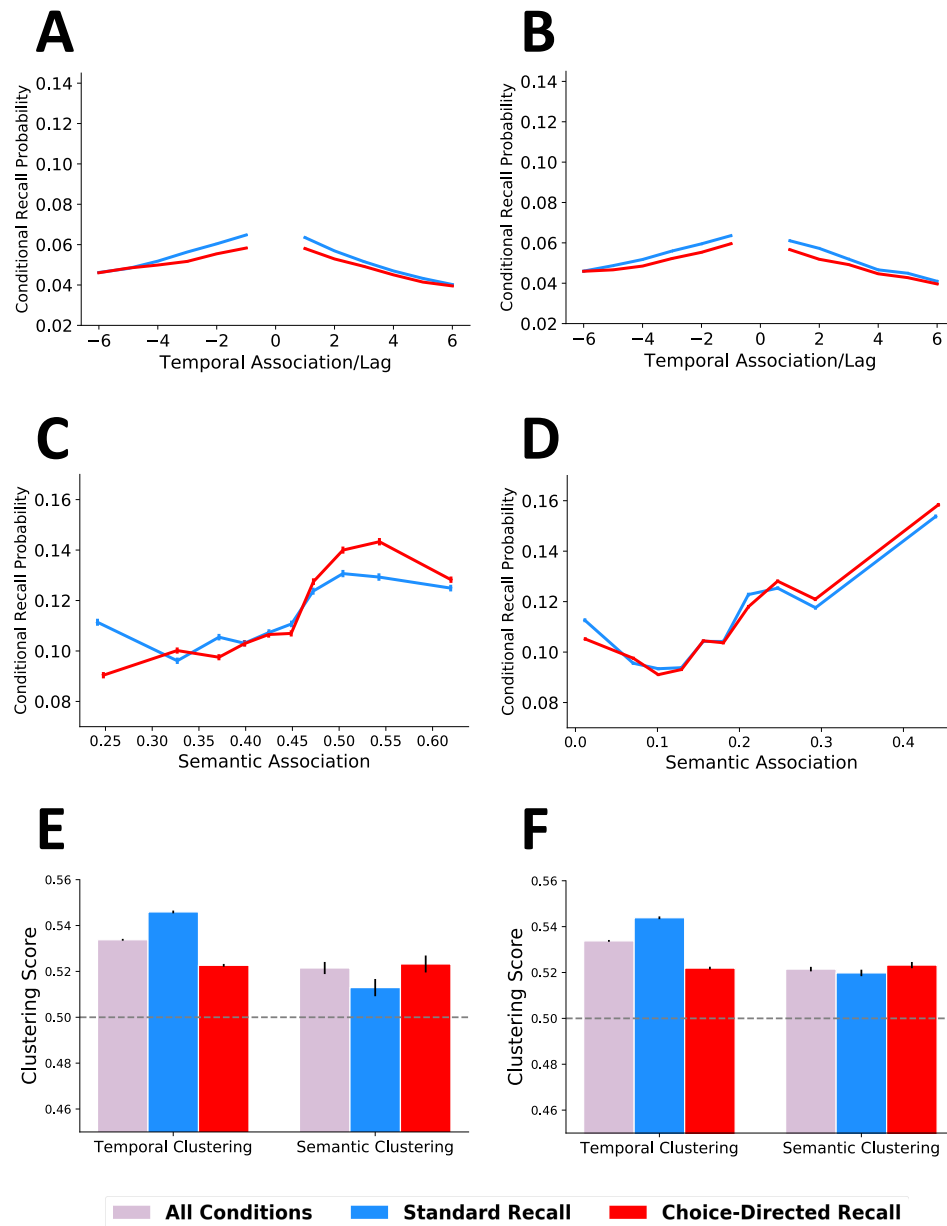 A
Conditional Recall Probability
0.14
0.12
0.10
0.08
0.06
0.04
0.02
−6 −4 −2 0 2 4 6
Temporal Association/Lag
B
Conditional Recall Probability
0.14
0.12
0.10
0.08
0.06
0.04
0.02
−6 −4 −2 0 2 4 6
Temporal Association/Lag
C
Conditional Recall Probability
0.16
0.14
0.12
0.10
0.08
0.25 0.30 0.35 0.40 0.45 0.50 0.55 0.60
Semantic Association
D
Conditional Recall Probability
0.16
0.14
0.12
0.10
0.08
0.0 0.1 0.2 0.3 0.4
Semantic Association
E
Clustering Score
0.56
0.54
0.52
0.50
0.48
0.46
Temporal Clustering Semantic Clustering
F
Clustering Score
0.56
0.54
0.52
0.50
0.48
0.46
Temporal Clustering Semantic Clustering
All Conditions Standard Recall Choice-Directed Recall